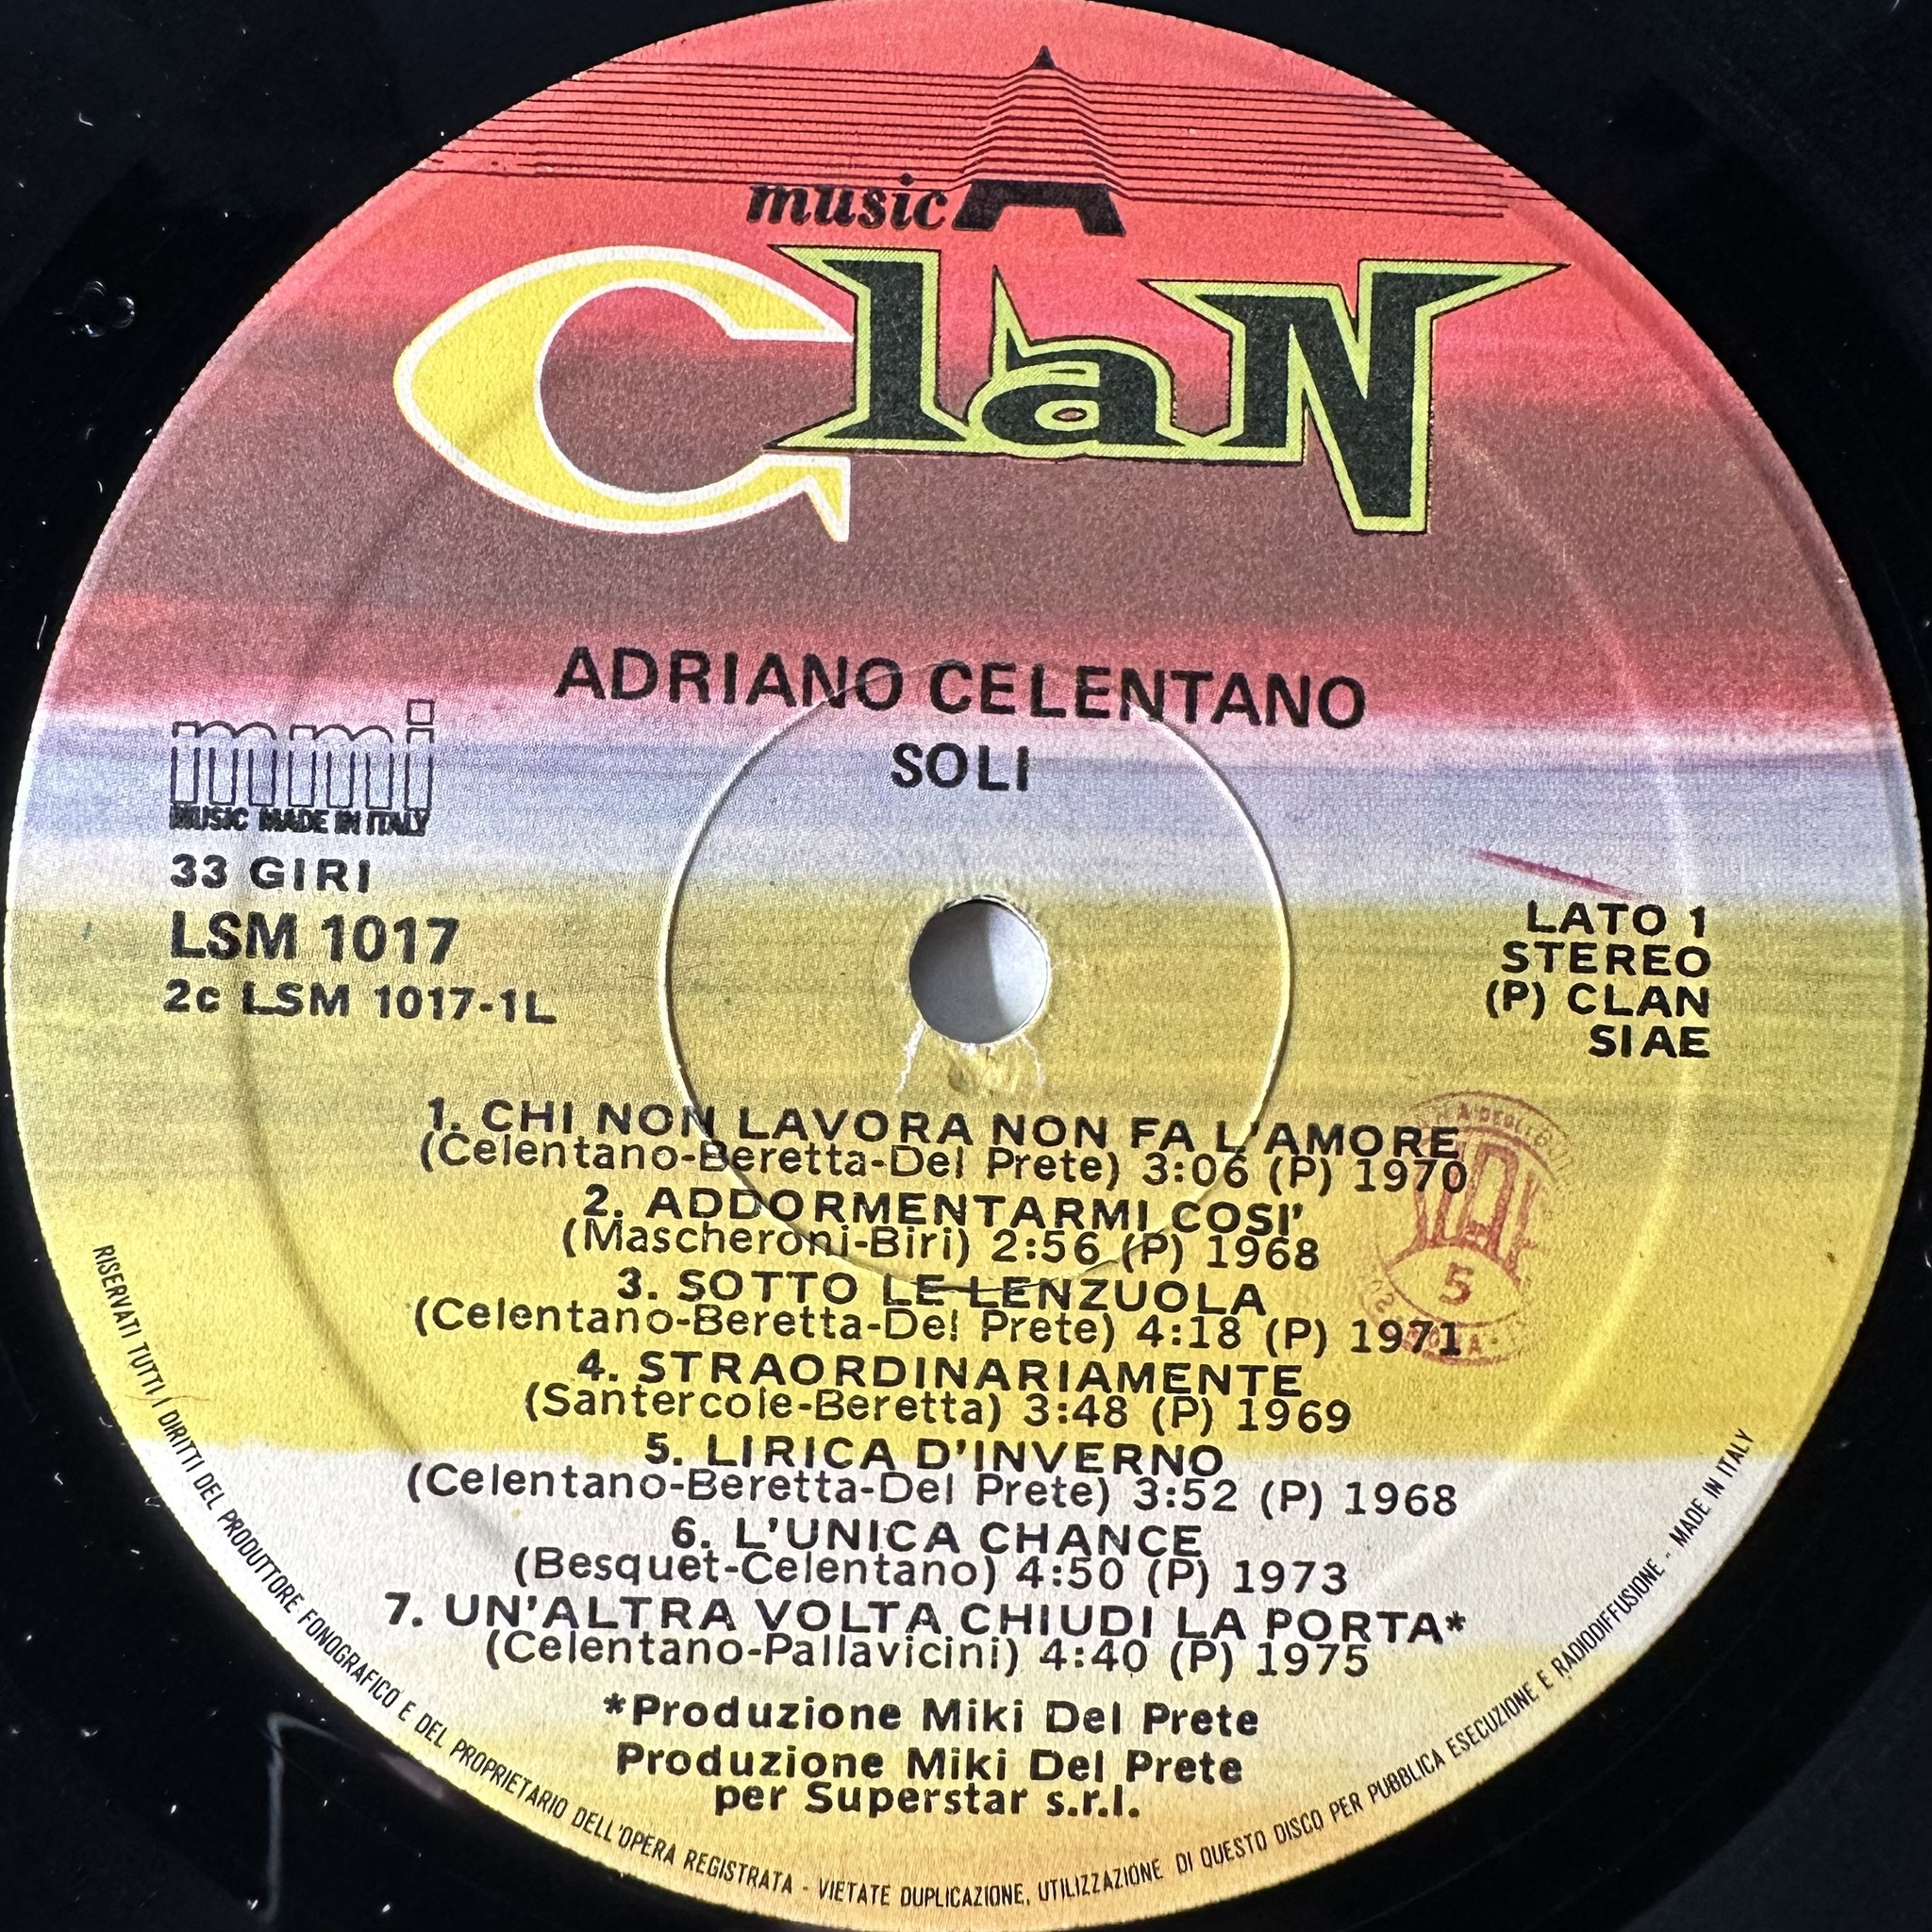 musicA
Clan
ADRIANO CELENTANO
SOLI
mmi
MUSIC MADE IN ITALY
33 GIRI
LSM 1017
2c LSM 1017-1L
LATO 1
STEREO
(P) CLAN
SIAE
1. CHI NON LAVORA NON FA L'AMORE
(Celentano-Beretta-Del Prete) 3:06 (P) 1970
2. ADDORMENTARMI COSI'
(Mascheroni-Biri) 2:56 (P) 1968
3. SOTTO LE LENZUOLA
(Celentano-Beretta-Del Prete) 4:18 (P) 1971
4. STRAORDINARIAMENTE
(Santercole-Beretta) 3:48 (P) 1969
5. LIRICA D'INVERNO
(Celentano-Beretta-Del Prete) 3:52 (P) 1968
6. L'UNICA CHANCE
(Besquet-Celentano) 4:50 (P) 1973
7. UN'ALTRA VOLTA CHIUDI LA PORTA*
(Celentano-Pallavicini) 4:40 (P) 1975
*Produzione Miki Del Prete
Produzione Miki Del Prete
per Superstar s.r.l.
5
RISERVATI TUTTI I DIRITTI DEL PRODUTTORE FONOGRAFICO E DEL PROPRIETARIO DELL'OPERA REGISTRATA - VIETATE DUPLICAZIONE, UTILIZZAZIONE DI QUESTO DISCO PER PUBBLICA ESECUZIONE E RADIODIFFUSIONE - MADE IN ITALY